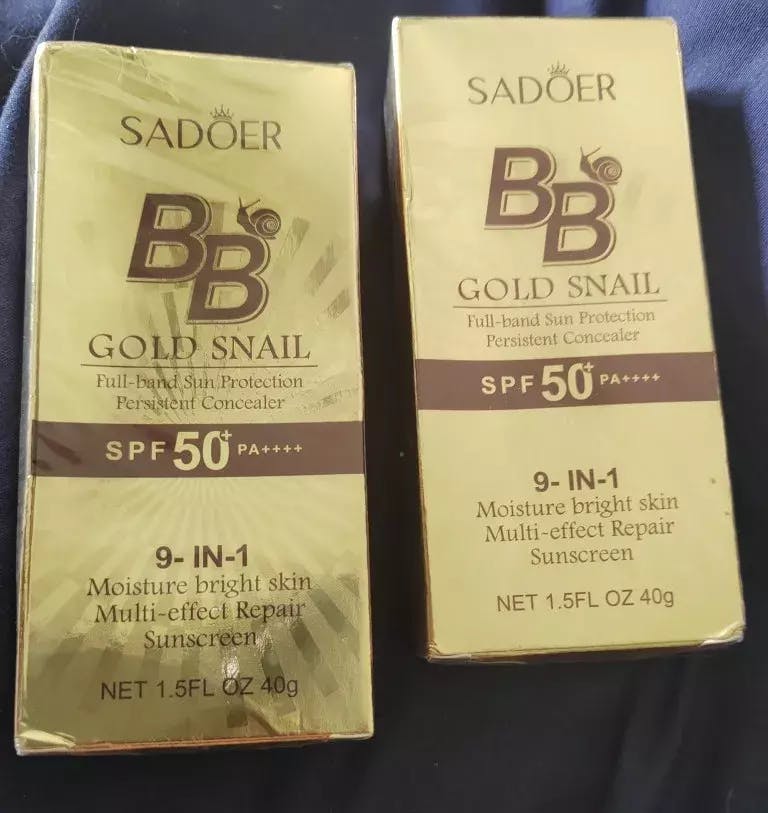 SADOER
BB
GOLD SNAIL
Full-band Sun Protection
Persistent Concealer
SPF 50+ PA++++
9- IN-1
Moisture bright skin
Multi-effect Repair
Sunscreen
NET 1.5FL OZ 40g
SADOER
BB
GOLD SNAIL
Full-band Sun Protection
Persistent Concealer
SPF 50+ PA++++
9- IN-1
Moisture bright skin
Multi-effect Repair
Sunscreen
NET 1.5FL OZ 40g